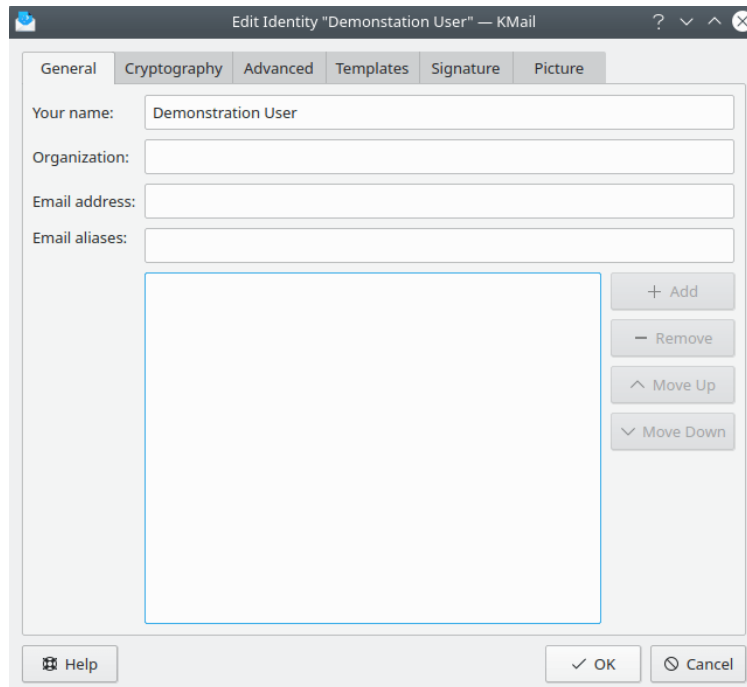 Edit Identity "Demonstation User" — KMail
General Cryptography Advanced Templates Signature Picture
Your name: Demonstration User
Organization:
Email address:
Email aliases:
+ Add
− Remove
Move Up
Move Down
Help OK Cancel